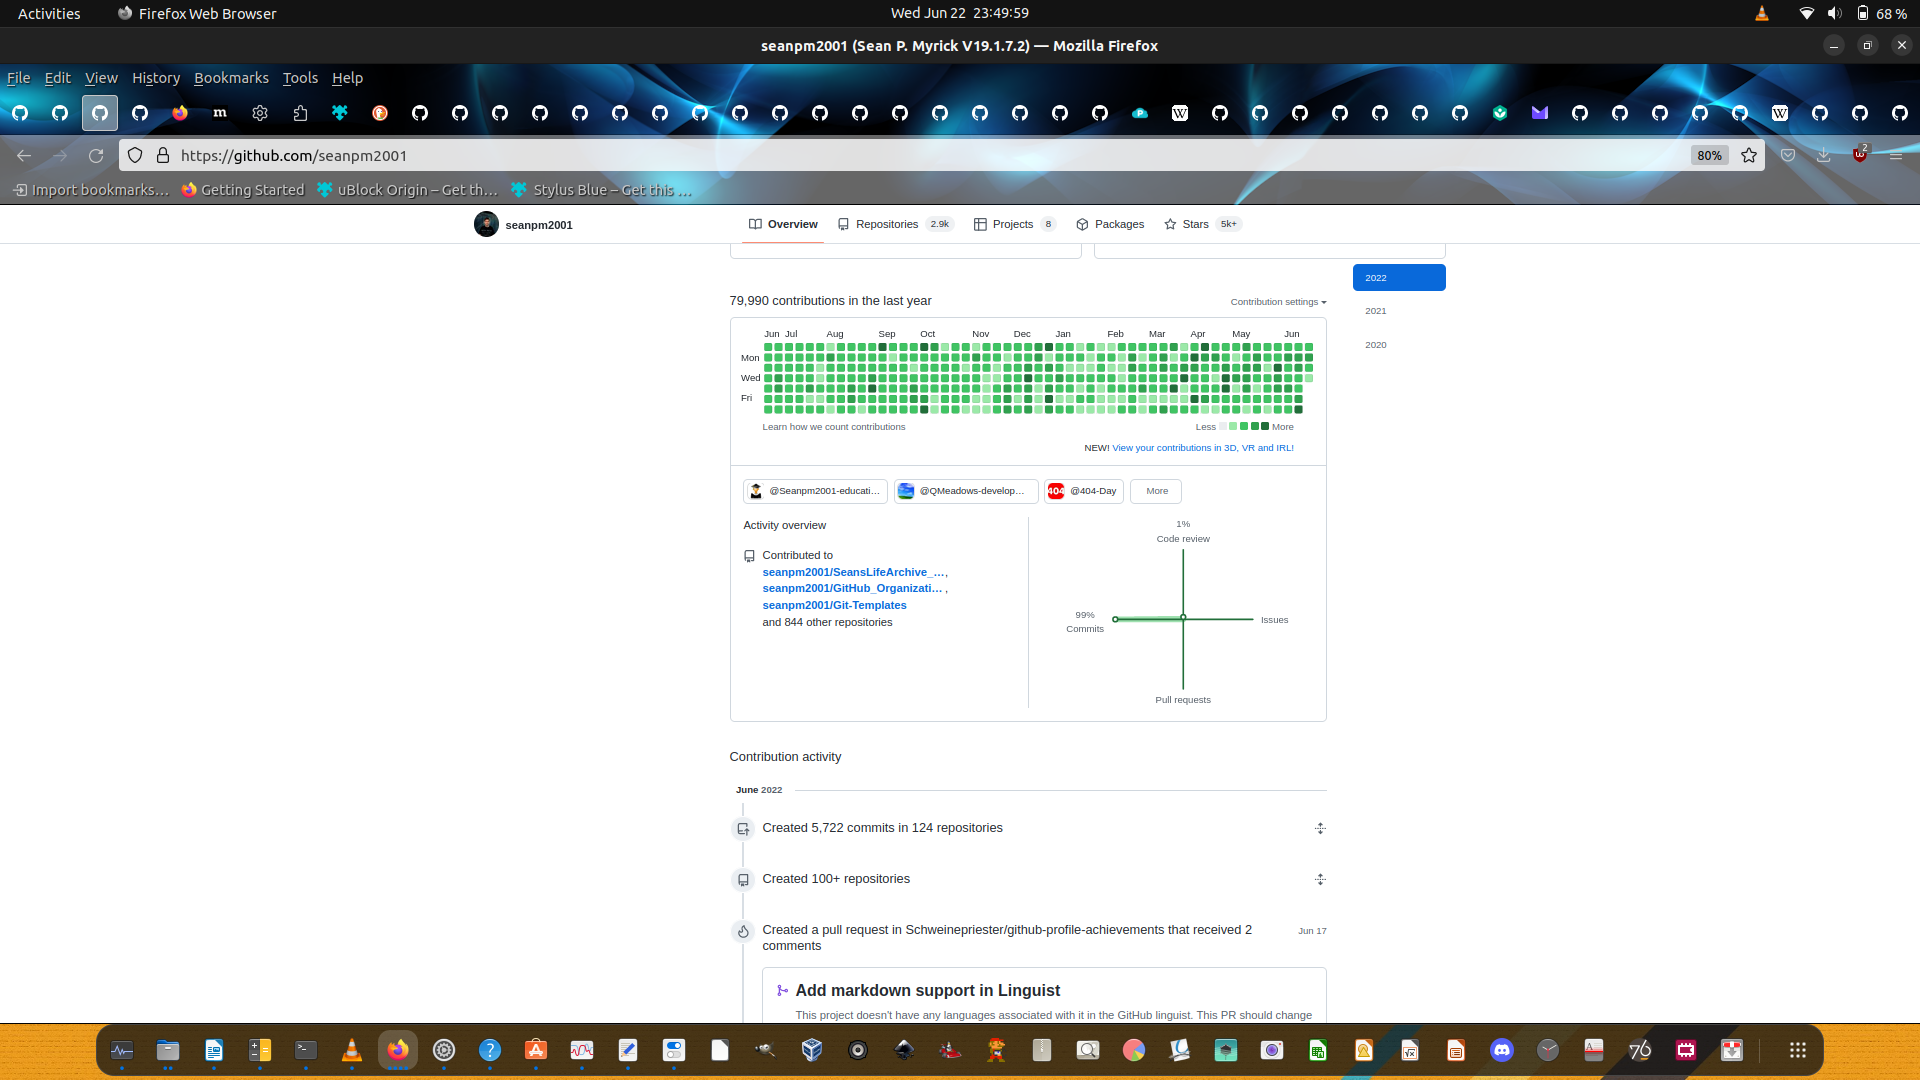 Activities
Firefox Web Browser
Wed Jun 22 23:49:59
68 %
seanpm2001 (Sean P. Myrick V19.1.7.2) — Mozilla Firefox
File Edit View History Bookmarks Tools Help
https://github.com/seanpm2001
80%
2
Import bookmarks…
Getting Started
uBlock Origin – Get th…
Stylus Blue – Get this …
seanpm2001
Overview
Repositories 2.9k
Projects 8
Packages
Stars 5k+
2022
2021
2020
79,990 contributions in the last year
Contribution settings
Jun Jul Aug Sep Oct Nov Dec Jan Feb Mar Apr May Jun
Mon
Wed
Fri
Learn how we count contributions
Less More
NEW! View your contributions in 3D, VR and IRL!
@Seanpm2001-educati…
@QMeadows-develop…
404 @404-Day
More
Activity overview
Contributed to
seanpm2001/SeansLifeArchive_…,
seanpm2001/GitHub_Organizati… ,
seanpm2001/Git-Templates
and 844 other repositories
1%
Code review
99%
Commits
Issues
Pull requests
Contribution activity
June 2022
Created 5,722 commits in 124 repositories
Created 100+ repositories
Created a pull request in Schweinepriester/github-profile-achievements that received 2
comments
Jun 17
Add markdown support in Linguist
This project doesn't have any languages associated with it in the GitHub linguist. This PR should change
76